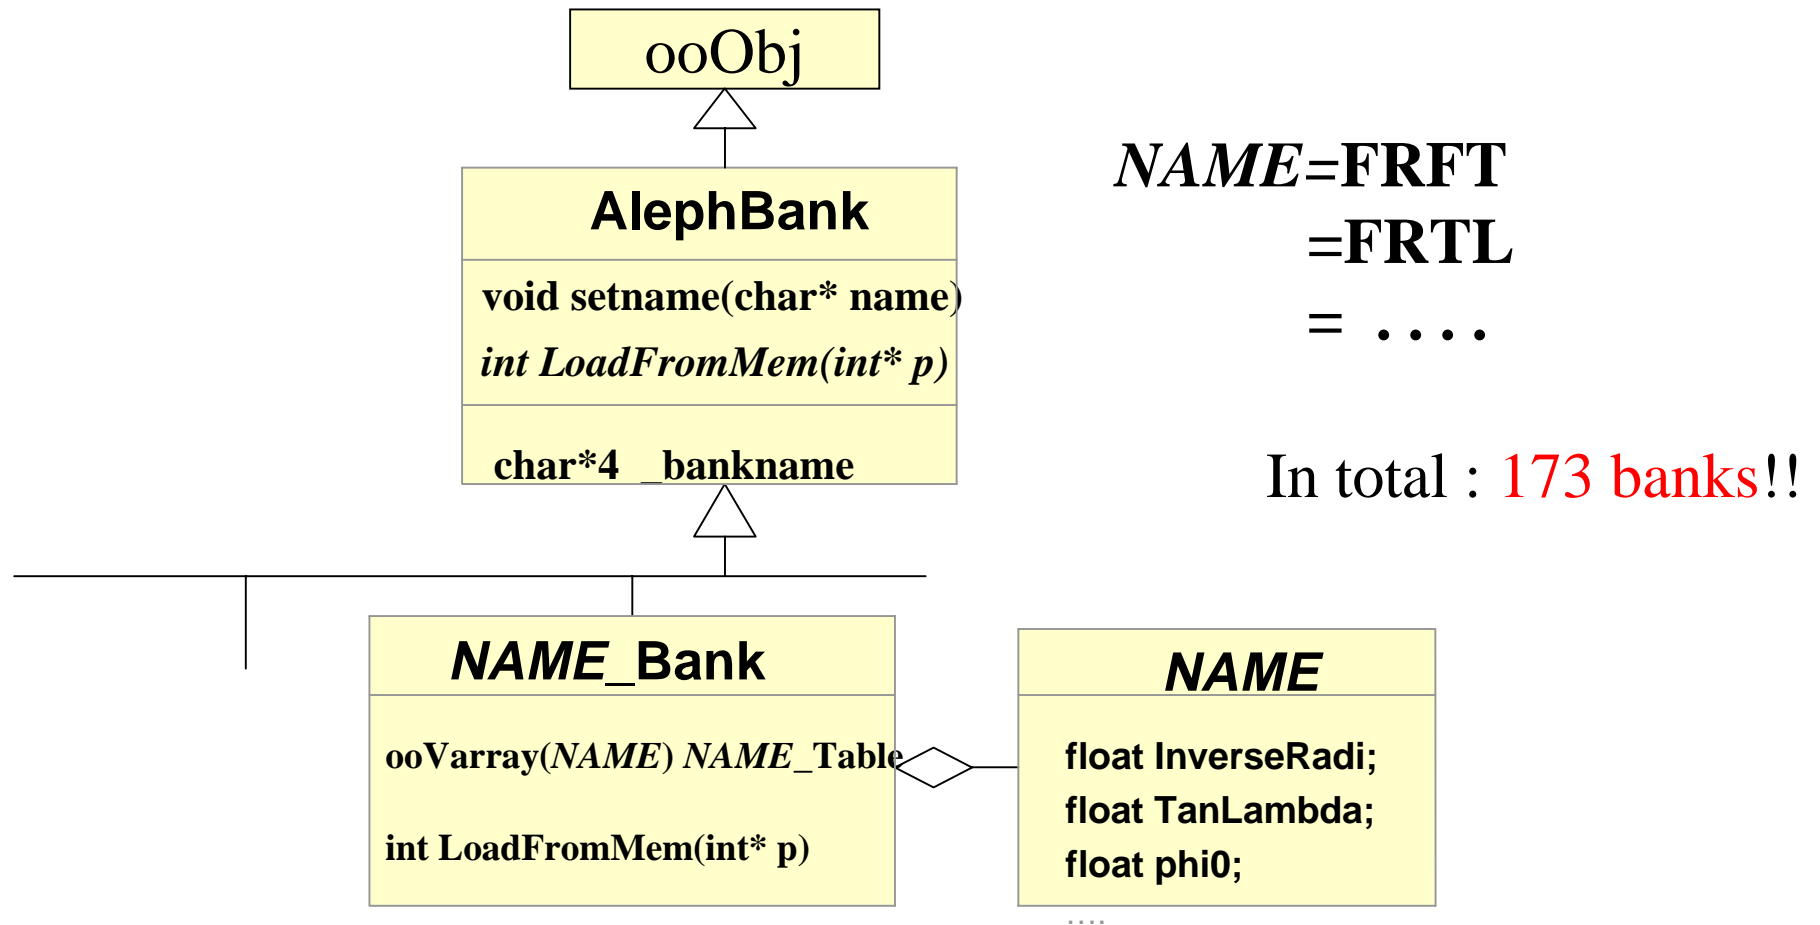 ooObj
AlephBank
void setname(char* name)
int LoadFromMem(int* p)
char*4 _bankname
NAME=FRFT
=FRTL
= ....
In total : 173 banks!!
NAME_Bank
ooVarray(NAME) NAME_Table
int LoadFromMem(int* p)
NAME
float InverseRadi;
float TanLambda;
float phi0;
....